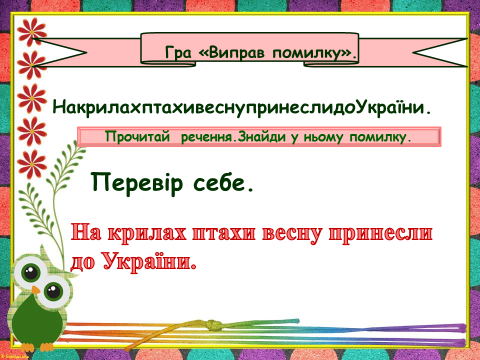 Гра «Виправ помилку».
НакрилахптахивеснупринеслидоУкраїни.
Прочитай речення.Знайди у ньому помилку.
Перевір себе.
На крилах птахи весну принесли
до України.